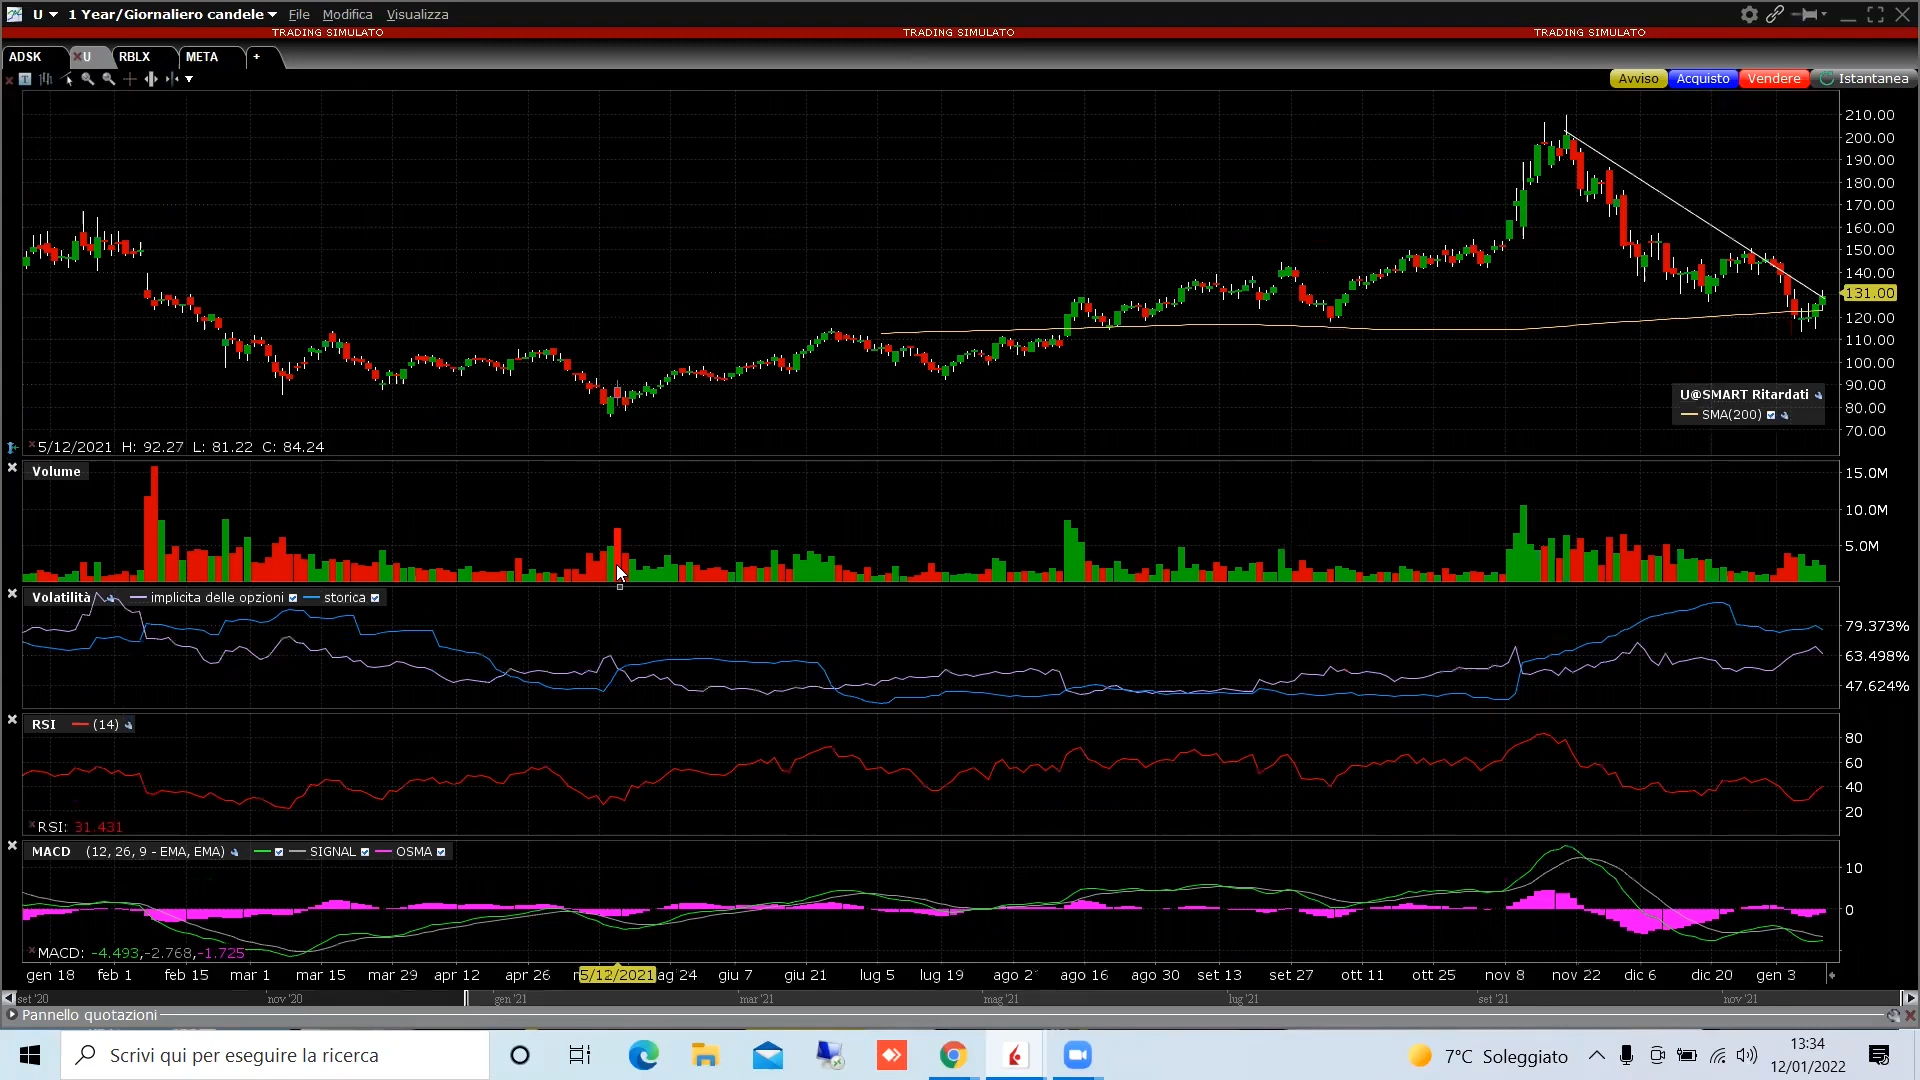 U 1 Year/Giornaliero candele File Modifica Visualizza
TRADING SIMULATO TRADING SIMULATO TRADING SIMULATO
ADSK U RBLX META +
Avviso Acquisto Vendere Istantanea
210.00
200.00
190.00
180.00
170.00
160.00
150.00
140.00
131.00
120.00
110.00
100.00
90.00
80.00
70.00
U@SMART Ritardati
SMA(200)
5/12/2021 H: 92.27 L: 81.22 C: 84.24
Volume
15.0M
10.0M
5.0M
Volatilità implicita delle opzioni storica
79.373%
63.498%
47.624%
RSI (14)
80
60
40
20
RSI: 31.431
MACD (12, 26, 9 - EMA, EMA) SIGNAL OSMA
10
0
MACD: -4.493,-2.768,-1.725
gen 18 feb 1 feb 15 mar 1 mar 15 mar 29 apr 12 apr 26 5/12/2021 ag 24 giu 7 giu 21 lug 5 lug 19 ago 2 ago 16 ago 30 set 13 set 27 ott 11 ott 25 nov 8 nov 22 dic 6 dic 20 gen 3
set '20 nov '20 gen '21 mar '21 mag '21 lug '21 set '21 nov '21
Pannello quotazioni
Scrivi qui per eseguire la ricerca
7°C Soleggiato
13:34
12/01/2022